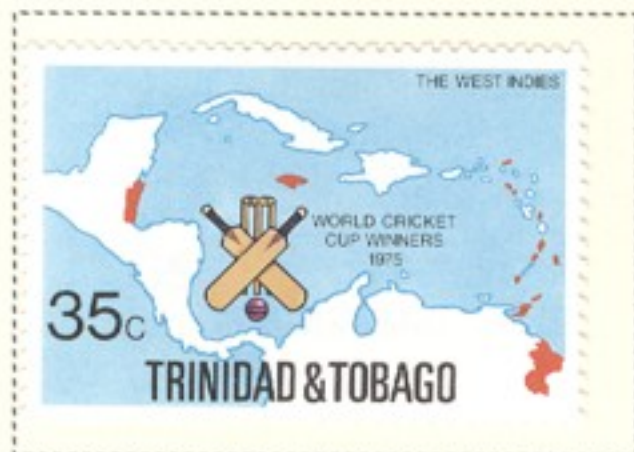 THE WEST INDIES
WORLD CRICKET
CUP WINNERS
1975
35c
TRINIDAD & TOBAGO